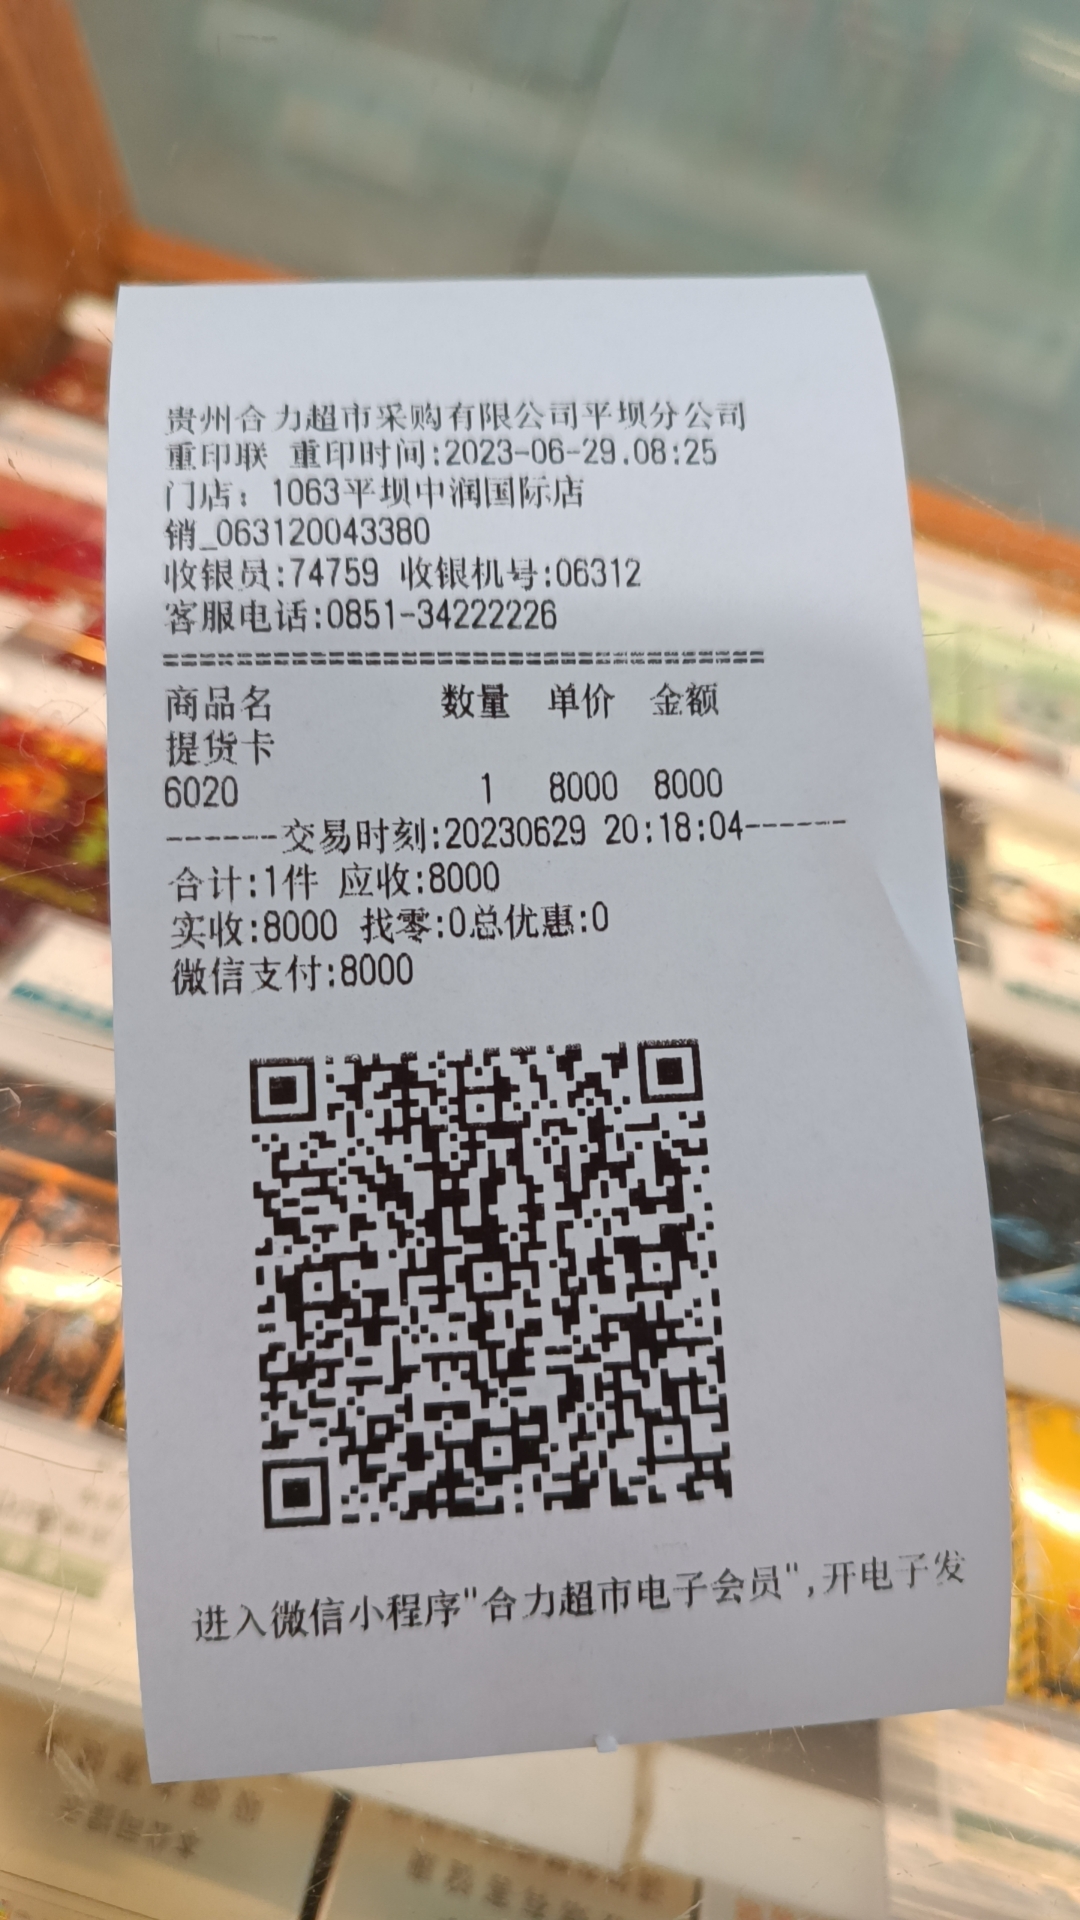 贵州合力超市采购有限公司平坝分公司
重印联 重印时间:2023-06-29.08:25
门店：1063平坝中润国际店
销_063120043380
收银员:74759 收银机号:06312
客服电话:0851-34222226
=================================
商品名 数量 单价 金额
提货卡
6020 1 8000 8000
------交易时刻:20230629 20:18:04------
合计:1件 应收:8000
实收:8000 找零:0总优惠:0
微信支付:8000
进入微信小程序"合力超市电子会员",开电子发